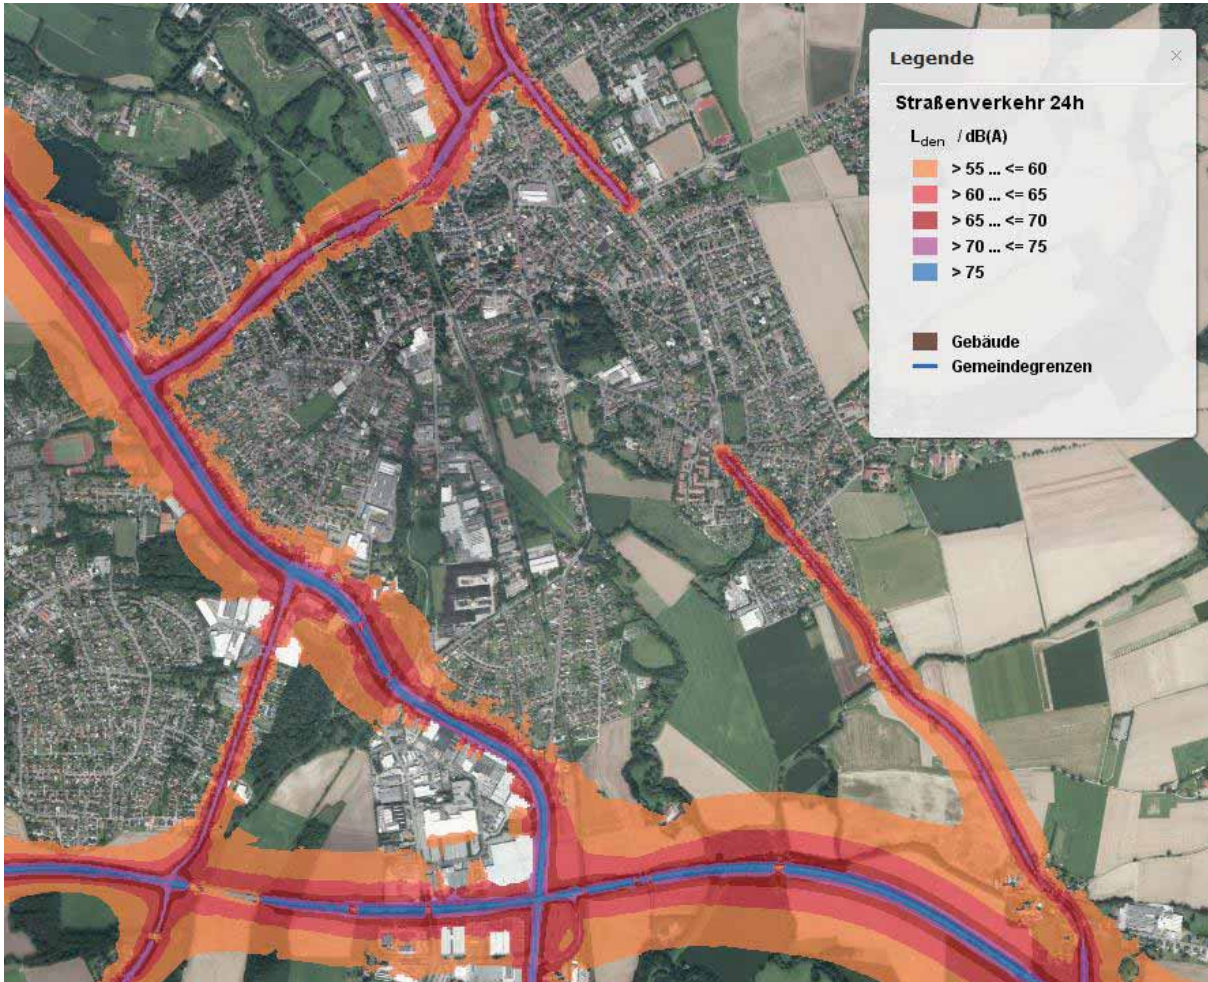 Legende ×
Straßenverkehr 24h
Lden / dB(A)
> 55 ... <= 60
> 60 ... <= 65
> 65 ... <= 70
> 70 ... <= 75
> 75
Gebäude
Gemeindegrenzen